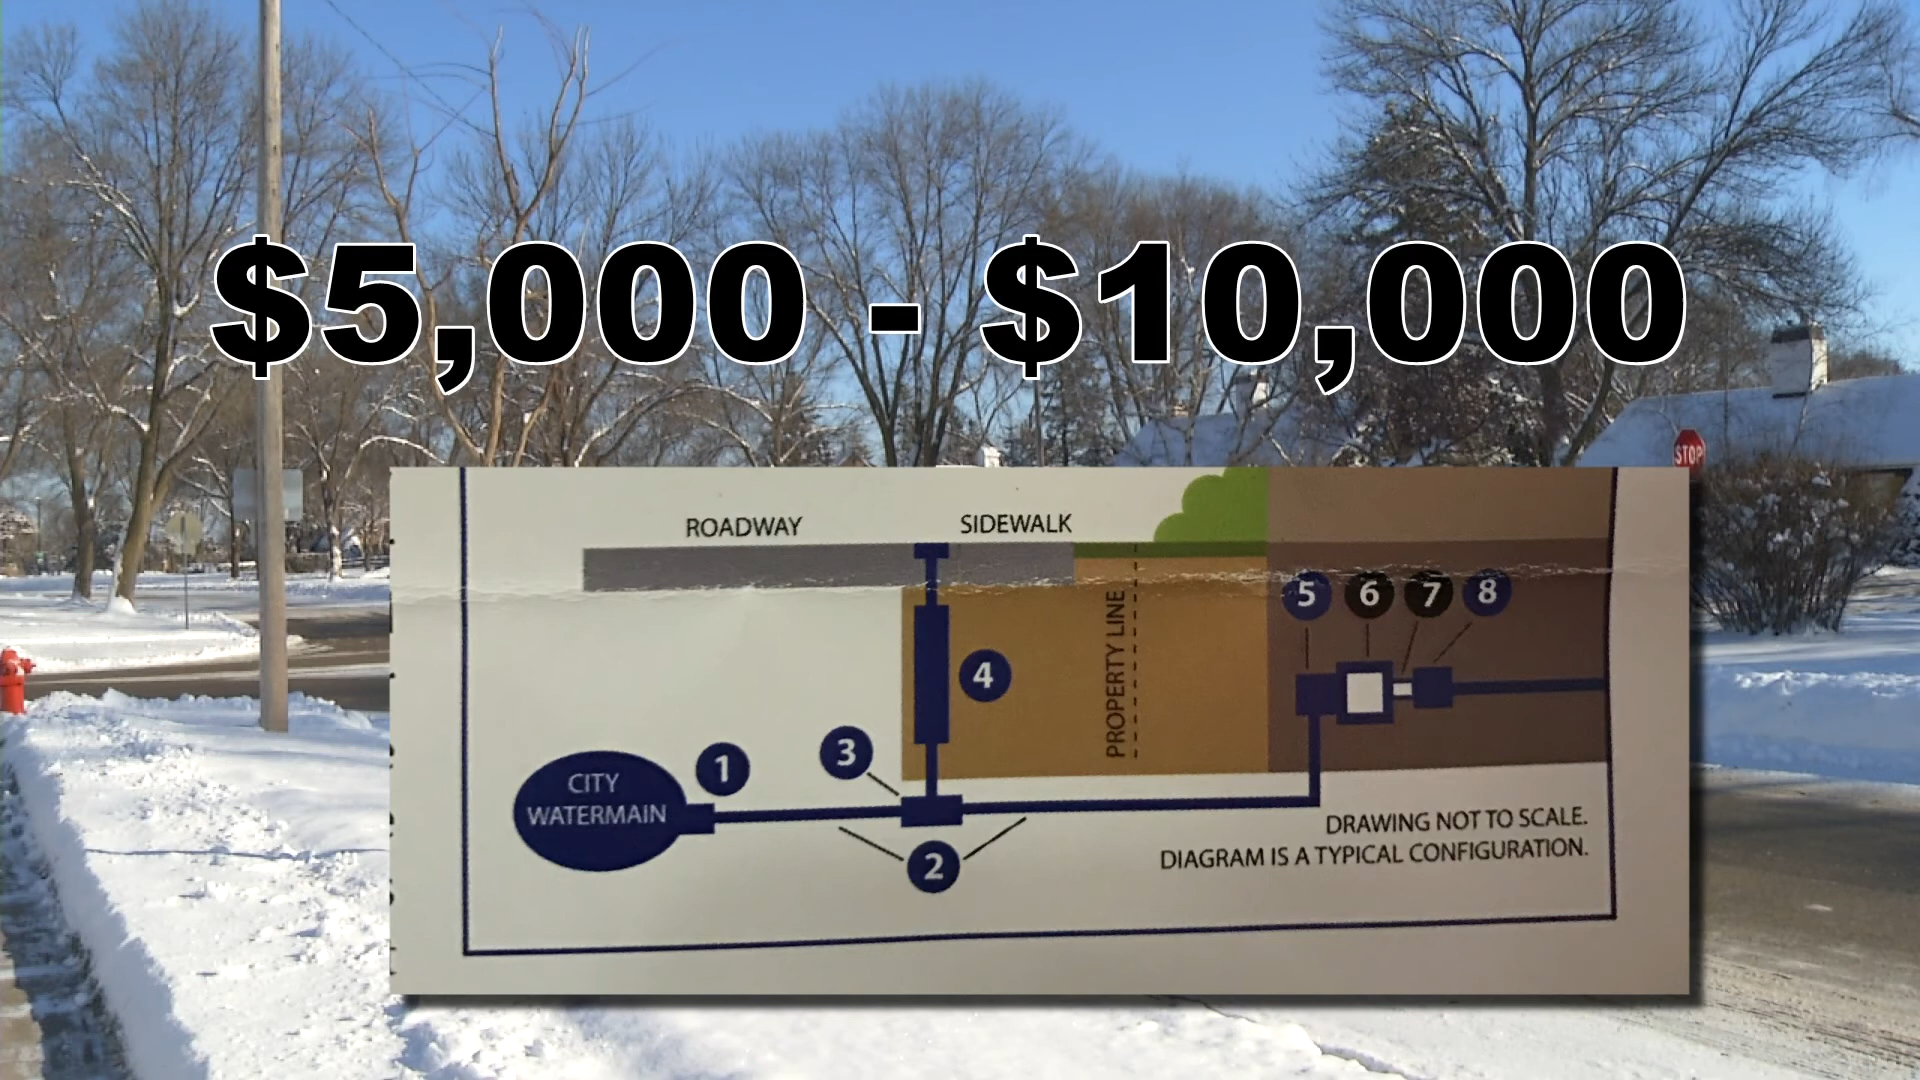 $5,000 - $10,000
STOP
ROADWAY
SIDEWALK
5 6 7 8
PROPERTY LINE
4
3
1
CITY
WATERMAIN
2
DRAWING NOT TO SCALE.
DIAGRAM IS A TYPICAL CONFIGURATION.